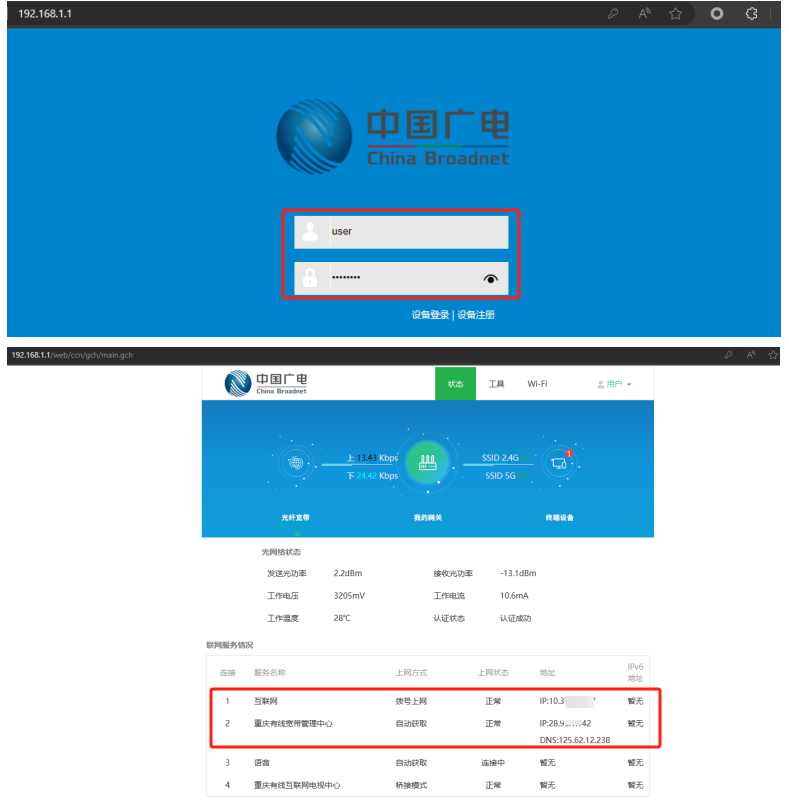 192.168.1.1
中国广电
China Broadnet
user
设备登录 | 设备注册
192.168.1.1/web/ccn/gch/main.gch
中国广电
China Broadnet
状态 工具 Wi-Fi 用户
上 13.43 Kbps
下 24.42 Kbps
SSID 2.4G
SSID 5G
1
光纤宽带 我的网关 终端设备
光网络状态
发送光功率 2.2dBm 接收光功率 -13.1dBm
工作电压 3205mV 工作电流 10.6mA
工作温度 28℃ 认证状态 认证成功
联网服务情况
连接 服务名称 上网方式 上网状态 地址 IPv6
地址
1 互联网 拨号上网 正常 IP:10.3 暂无
2 重庆有线宽带管理中心 自动获取 正常 IP:28.9 42 暂无
DNS:125.62.12.238
3 语音 自动获取 连接中 暂无 暂无
4 重庆有线互联网电视中心 桥接模式 正常 暂无 暂无